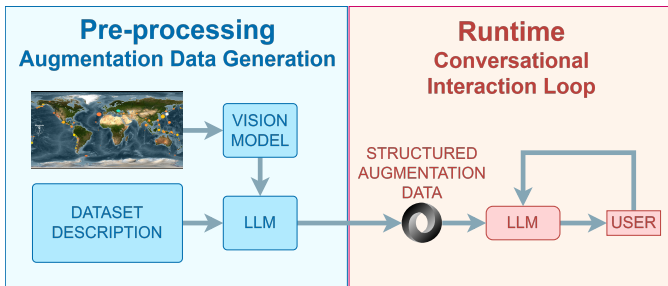 Pre-processing
Augmentation Data Generation
VISION
MODEL
DATASET
DESCRIPTION
LLM
Runtime
Conversational
Interaction Loop
STRUCTURED
AUGMENTATION
DATA
LLM
USER